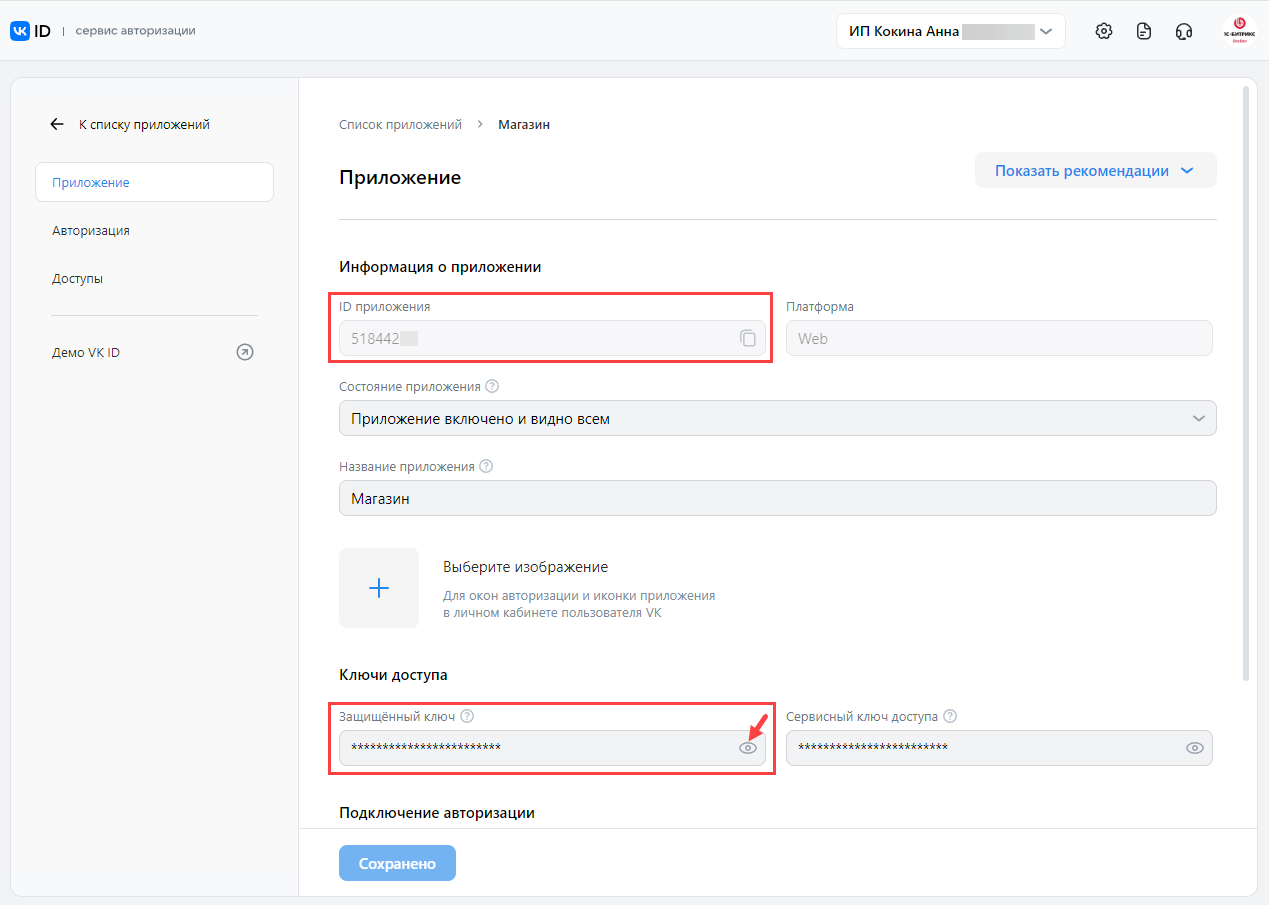 VK ID | сервис авторизации
ИП Кокина Анна
1С-БИТРИКС
К списку приложений
Приложение
Авторизация
Доступы
Демо VK ID
Список приложений > Магазин
Приложение
Показать рекомендации
Информация о приложении
ID приложения
518442
Платформа
Web
Состояние приложения ?
Приложение включено и видно всем
Название приложения ?
Магазин
Выберите изображение
Для окон авторизации и иконки приложения
в личном кабинете пользователя VK
Ключи доступа
Защищённый ключ ?
************************
Сервисный ключ доступа ?
************************
Подключение авторизации
Сохранено